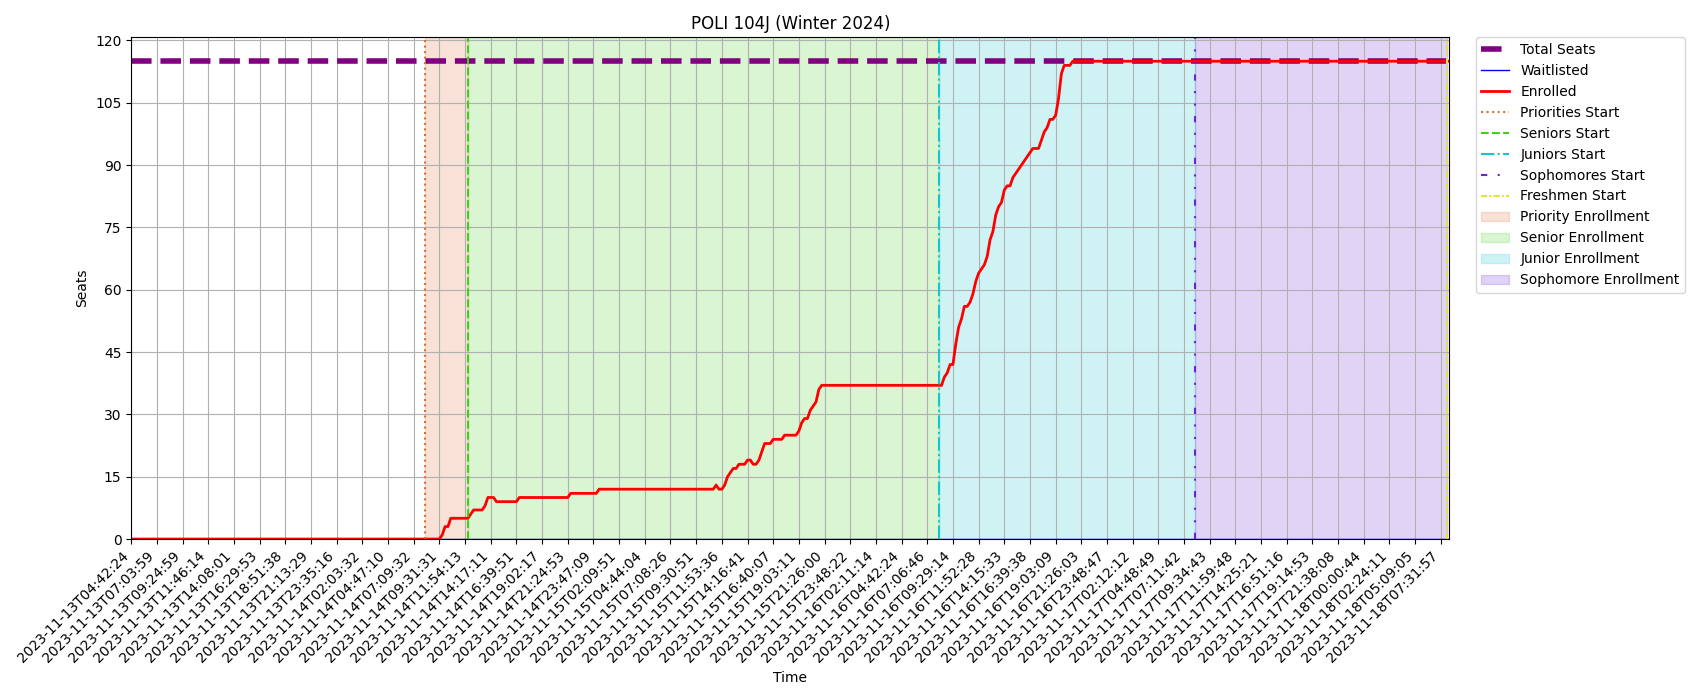 POLI 104J (Winter 2024)
120
105
90
75
60
45
30
15
0
Seats
2023-11-13T04:42:24
2023-11-13T07:03:59
2023-11-13T09:24:59
2023-11-13T11:46:14
2023-11-13T14:08:01
2023-11-13T16:29:53
2023-11-13T18:51:38
2023-11-13T21:13:29
2023-11-13T23:35:16
2023-11-14T02:03:32
2023-11-14T04:47:10
2023-11-14T07:09:32
2023-11-14T09:31:31
2023-11-14T11:54:13
2023-11-14T14:17:11
2023-11-14T16:39:51
2023-11-14T19:02:17
2023-11-14T21:24:53
2023-11-14T23:47:09
2023-11-15T02:09:51
2023-11-15T04:44:04
2023-11-15T07:08:26
2023-11-15T09:30:51
2023-11-15T11:53:36
2023-11-15T14:16:41
2023-11-15T16:40:07
2023-11-15T19:03:11
2023-11-15T21:26:00
2023-11-15T23:48:22
2023-11-16T02:11:14
2023-11-16T04:42:24
2023-11-16T07:06:46
2023-11-16T09:29:14
2023-11-16T11:52:28
2023-11-16T14:15:33
2023-11-16T16:39:38
2023-11-16T19:03:09
2023-11-16T21:26:03
2023-11-16T23:48:47
2023-11-17T02:12:12
2023-11-17T04:48:49
2023-11-17T07:11:42
2023-11-17T09:34:43
2023-11-17T11:59:48
2023-11-17T14:25:21
2023-11-17T16:51:16
2023-11-17T19:14:53
2023-11-17T21:38:08
2023-11-18T00:00:44
2023-11-18T02:24:11
2023-11-18T05:09:05
2023-11-18T07:31:57
Time
Total Seats
Waitlisted
Enrolled
Priorities Start
Seniors Start
Juniors Start
Sophomores Start
Freshmen Start
Priority Enrollment
Senior Enrollment
Junior Enrollment
Sophomore Enrollment